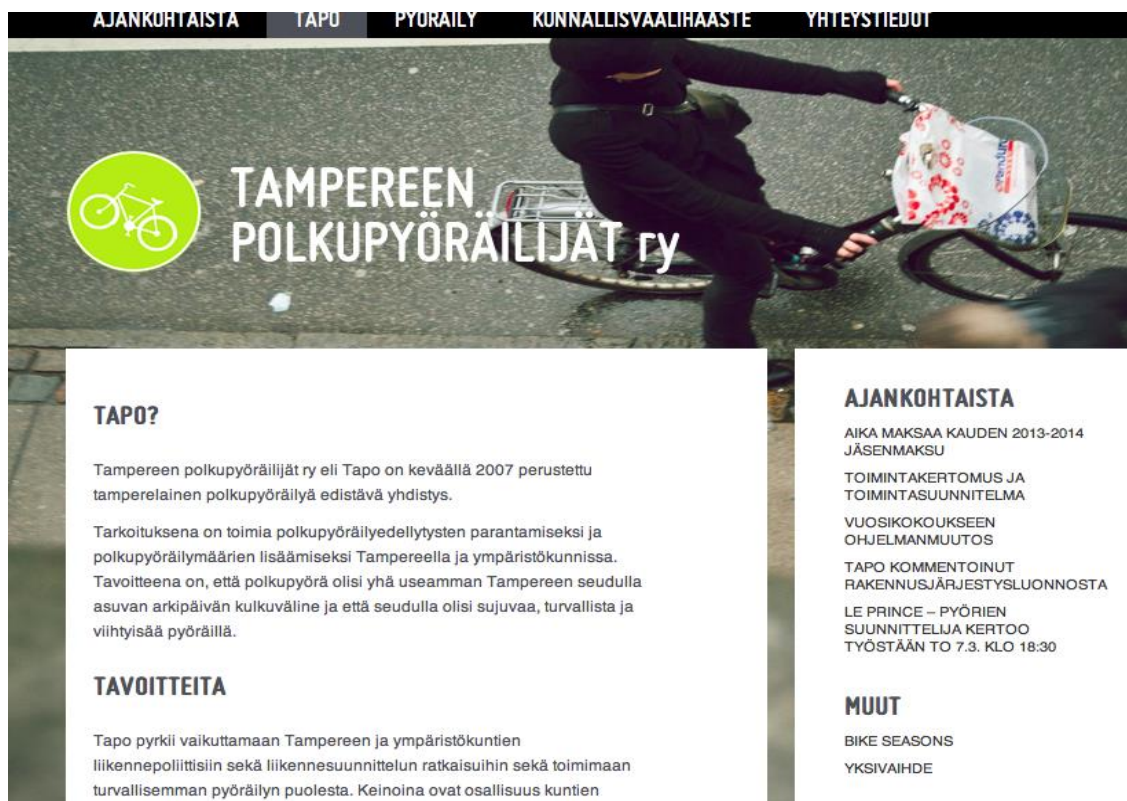 AJANKOHTAISTA TAPO PYÖRÄILY KUNNALLISVAALIHAASTE YHTEYSTIEDOT
TAMPEREEN
POLKUPYÖRÄILIJÄT ry
TAPO?
Tampereen polkupyöräilijät ry eli Tapo on keväällä 2007 perustettu
tamperelainen polkupyöräilyä edistävä yhdistys.
Tarkoituksena on toimia polkupyöräilyedellytysten parantamiseksi ja
polkupyöräilymäärien lisäämiseksi Tampereella ja ympäristökunnissa.
Tavoitteena on, että polkupyörä olisi yhä useamman Tampereen seudulla
asuvan arkipäivän kulkuväline ja että seudulla olisi sujuvaa, turvallista ja
viihtyisää pyöräillä.
TAVOITTEITA
Tapo pyrkii vaikuttamaan Tampereen ja ympäristökuntien
liikennepoliittisiin sekä liikennesuunnittelun ratkaisuihin sekä toimimaan
turvallisemman pyöräilyn puolesta. Keinoina ovat osallisuus kuntien
AJANKOHTAISTA
AIKA MAKSAA KAUDEN 2013-2014
JÄSENMAKSU
TOIMINTAKERTOMUS JA
TOIMINTASUUNNITELMA
VUOSIKOKOUKSEEN
OHJELMANMUUTOS
TAPO KOMMENTOINUT
RAKENNUSJÄRJESTYSLUONNOSTA
LE PRINCE – PYÖRIEN
SUUNNITTELIJA KERTOO
TYÖSTÄÄN TO 7.3. KLO 18:30
MUUT
BIKE SEASONS
YKSIVAIHDE